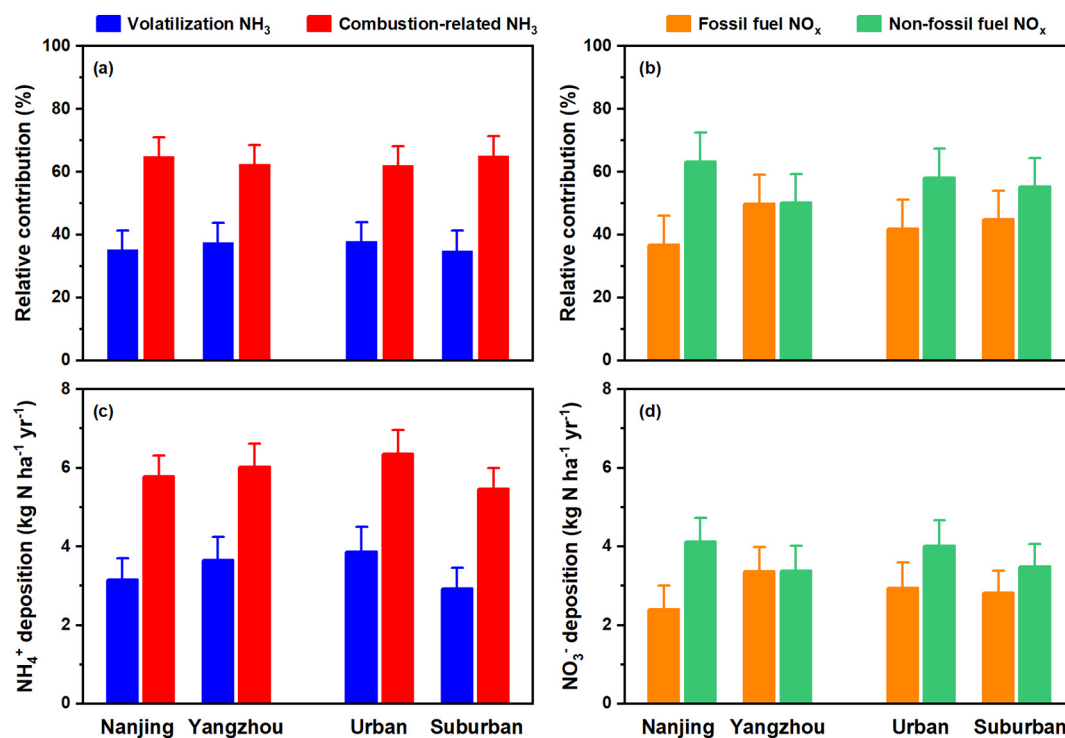 Volatilization NH₃ Combustion-related NH₃
Fossil fuel NOₓ Non-fossil fuel NOₓ
(a)
Relative contribution (%)
100
80
60
40
20
0
(b)
Relative contribution (%)
100
80
60
40
20
0
(c)
NH₄⁺ deposition (kg N ha⁻¹ yr⁻¹)
8
6
4
2
0
Nanjing Yangzhou Urban Suburban
(d)
NO₃⁻ deposition (kg N ha⁻¹ yr⁻¹)
8
6
4
2
0
Nanjing Yangzhou Urban Suburban